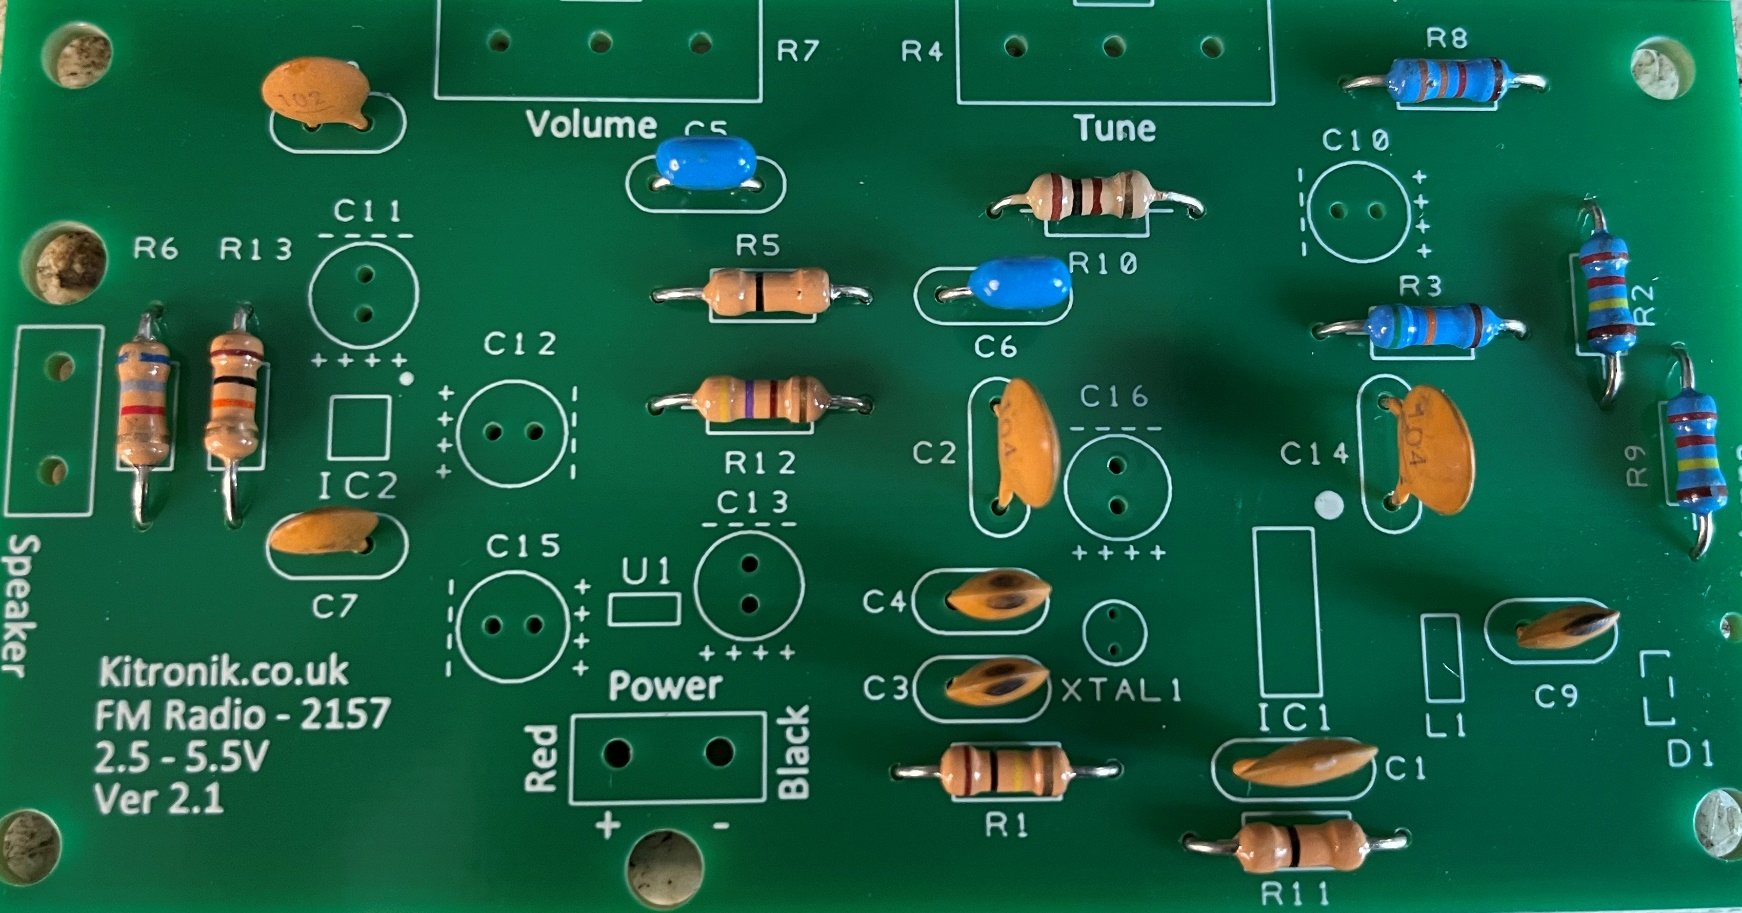 R8
R7
R4
102
Volume
C5
Tune
C10
C11
R6
R13
R5
R10
R3
R2
C12
C6
C16
C2
104
C14
104
R12
R9
IC2
C13
C15
U1
C7
C4
Speaker
C3
XTAL1
C9
IC1
L1
D1
Kitronik.co.uk
FM Radio - 2157
2.5 - 5.5V
Ver 2.1
Power
Red
Black
+ -
C1
R1
R11